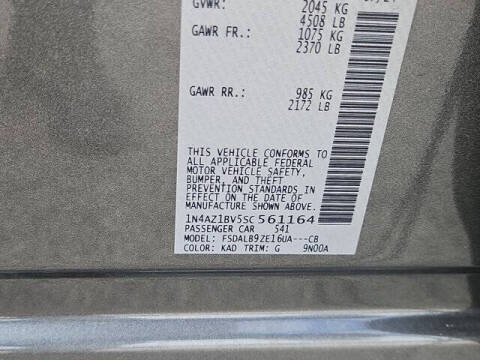 GVWR: 2045 KG
4508 LB
GAWR FR.: 1075 KG
2370 LB
GAWR RR.: 985 KG
2172 LB
THIS VEHICLE CONFORMS TO
ALL APPLICABLE FEDERAL
MOTOR VEHICLE SAFETY,
BUMPER, AND THEFT
PREVENTION STANDARDS IN
EFFECT ON THE DATE OF
MANUFACTURE SHOWN ABOVE.
1N4AZ1BV5SC561164
PASSENGER CAR 541
MODEL: FSDALB9ZE16UA---CB
COLOR: KAD TRIM: G 9N00A